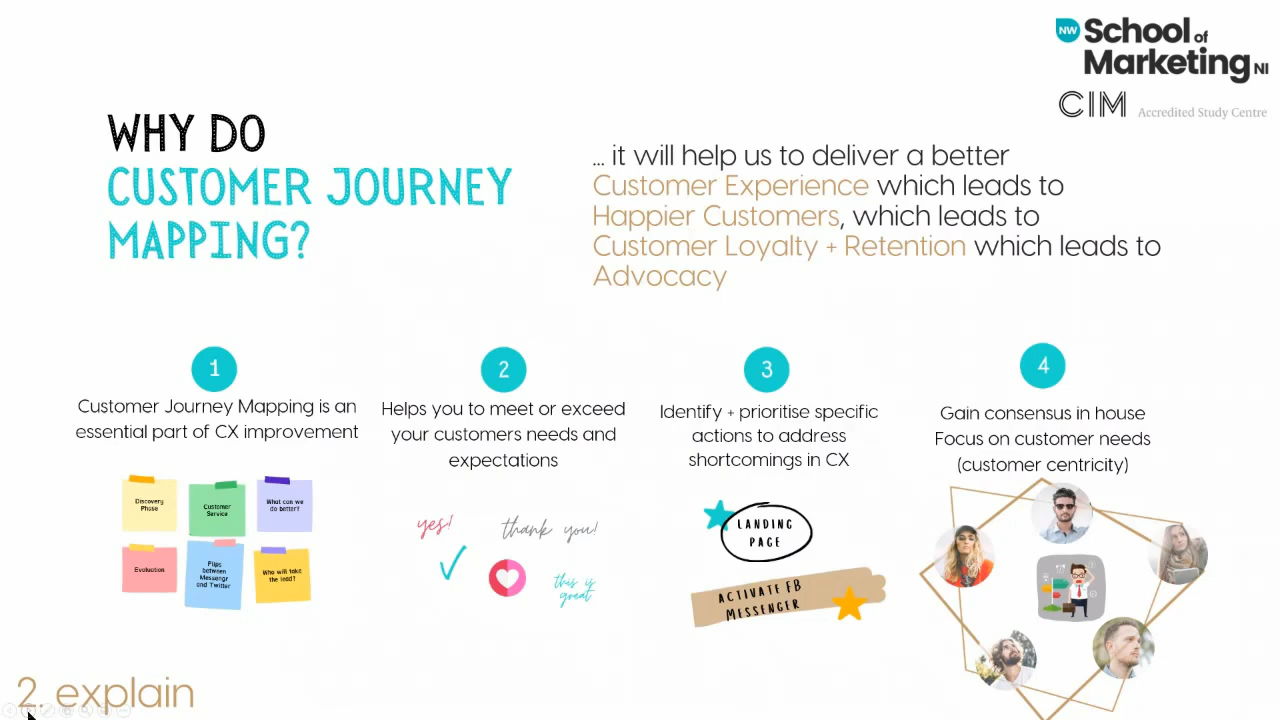 NW School of
Marketing NI
CIM Accredited Study Centre
WHY DO
CUSTOMER JOURNEY
MAPPING?
... it will help us to deliver a better
Customer Experience which leads to
Happier Customers, which leads to
Customer Loyalty + Retention which leads to
Advocacy
1
Customer Journey Mapping is an
essential part of CX improvement
Discovery
Phase
Customer
Service
What can we
do better?
Evaluation
Flips
between
Messengr
and Twitter
Who will take
the lead?
2
Helps you to meet or exceed
your customers needs and
expectations
yes!
thank you!
this is
great
3
Identify + prioritise specific
actions to address
shortcomings in CX
LANDING
PAGE
ACTIVATE FB
MESSENGER
4
Gain consensus in house
Focus on customer needs
(customer centricity)
2. explain